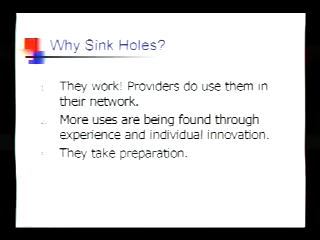 Why Sink Holes?
They work! Providers do use them in
their network.
More uses are being found through
experience and individual innovation.
They take preparation.